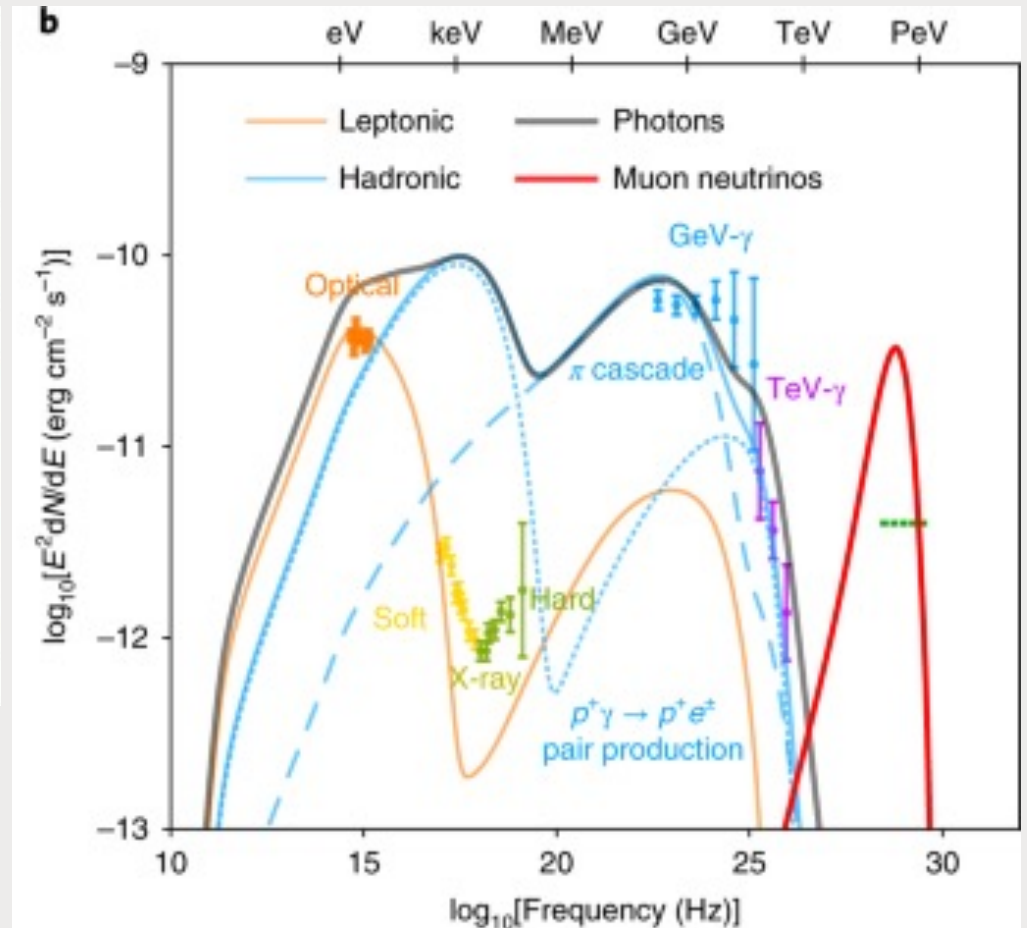 b
eV keV MeV GeV TeV PeV
−9
Leptonic Photons
Hadronic Muon neutrinos
GeV-γ
−10
Optical
π cascade
TeV-γ
−11
log₁₀[E²dN/dE (erg cm⁻² s⁻¹)]
Hard
Soft
−12
X-ray
p⁺γ → p⁺e±
pair production
−13
10 15 20 25 30
log₁₀[Frequency (Hz)]